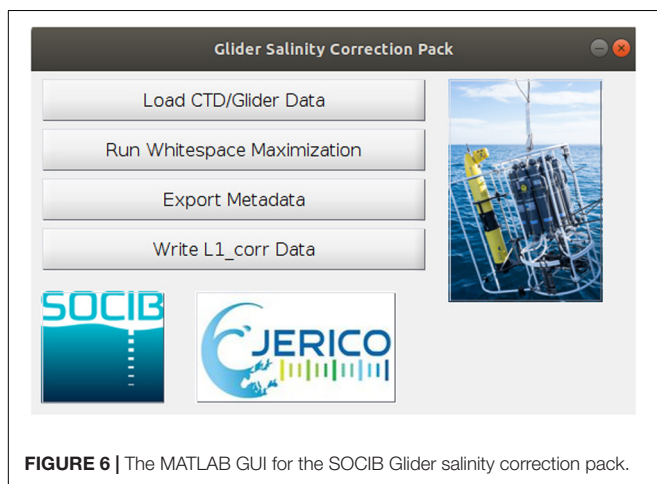 Glider Salinity Correction Pack
Load CTD/Glider Data
Run Whitespace Maximization
Export Metadata
Write L1_corr Data
SOCIB
JERICO
FIGURE 6 | The MATLAB GUI for the SOCIB Glider salinity correction pack.